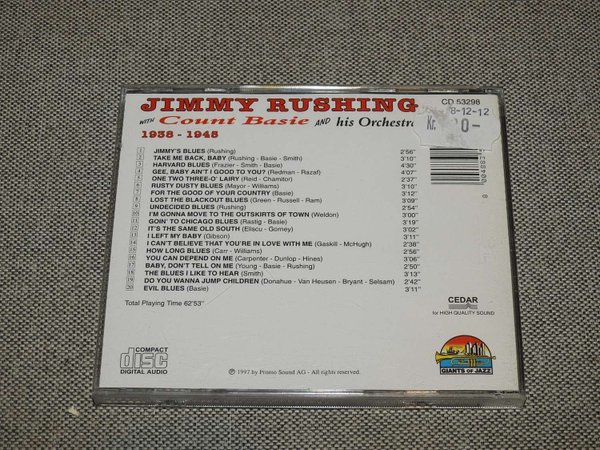 JIMMY RUSHING
WITH Count Basie AND his Orchestra
1938 - 1945
CD 53298
8-12-12
Kr.
0-
1 JIMMY'S BLUES (Rushing) 2'56"
2 TAKE ME BACK, BABY (Rushing - Basie - Smith) 3'10"
3 HARVARD BLUES (Frazier - Smith - Basie) 4'30"
4 GEE, BABY AIN'T I GOOD TO YOU? (Redman - Razaf) 4'07"
5 ONE TWO THREE-O' LAIRY (Reid - Chamitor) 2'37"
6 RUSTY DUSTY BLUES (Mayor - Williams) 3'10"
7 FOR THE GOOD OF YOUR COUNTRY (Basie) 3'12"
8 LOST THE BLACKOUT BLUES (Green - Russell - Ram) 3'09"
9 UNDECIDED BLUES (Rushing) 2'54"
10 I'M GONNA MOVE TO THE OUTSKIRTS OF TOWN (Weldon) 3'00"
11 GOIN' TO CHICAGO BLUES (Rastig - Basie) 3'19"
12 IT'S THE SAME OLD SOUTH (Eliscu - Gorney) 3'02"
13 I LEFT MY BABY (Gibson) 3'11"
14 I CAN'T BELIEVE THAT YOU'RE IN LOVE WITH ME (Gaskill - McHugh) 2'38"
15 HOW LONG BLUES (Carr - Williams) 2'56"
16 YOU CAN DEPEND ON ME (Carpenter - Dunlop - Hines) 3'06"
17 BABY, DON'T TELL ON ME (Young - Basie - Rushing) 2'50"
18 THE BLUES I LIKE TO HEAR (Smith) 3'13"
19 DO YOU WANNA JUMP CHILDREN (Donahue - Van Heusen - Bryant - Selsam) 2'42"
20 EVIL BLUES (Basie) 3'11"
Total Playing Time 62'53"
CEDAR
for HIGH QUALITY SOUND
COMPACT
disc
DIGITAL AUDIO
℗ 1997 by Promo Sound AG - All rights reserved.
GIANTS OF JAZZ